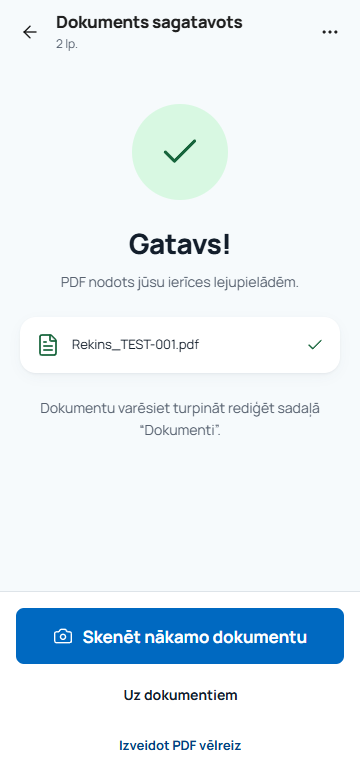 Dokuments sagatavots
2 lp.
Gatavs!
PDF nodots jūsu ierīces lejupielādēm.
Rekins_TEST-001.pdf
Dokumentu varēsiet turpināt rediģēt sadaļā
“Dokumenti”.
Skenēt nākamo dokumentu
Uz dokumentiem
Izveidot PDF vēlreiz